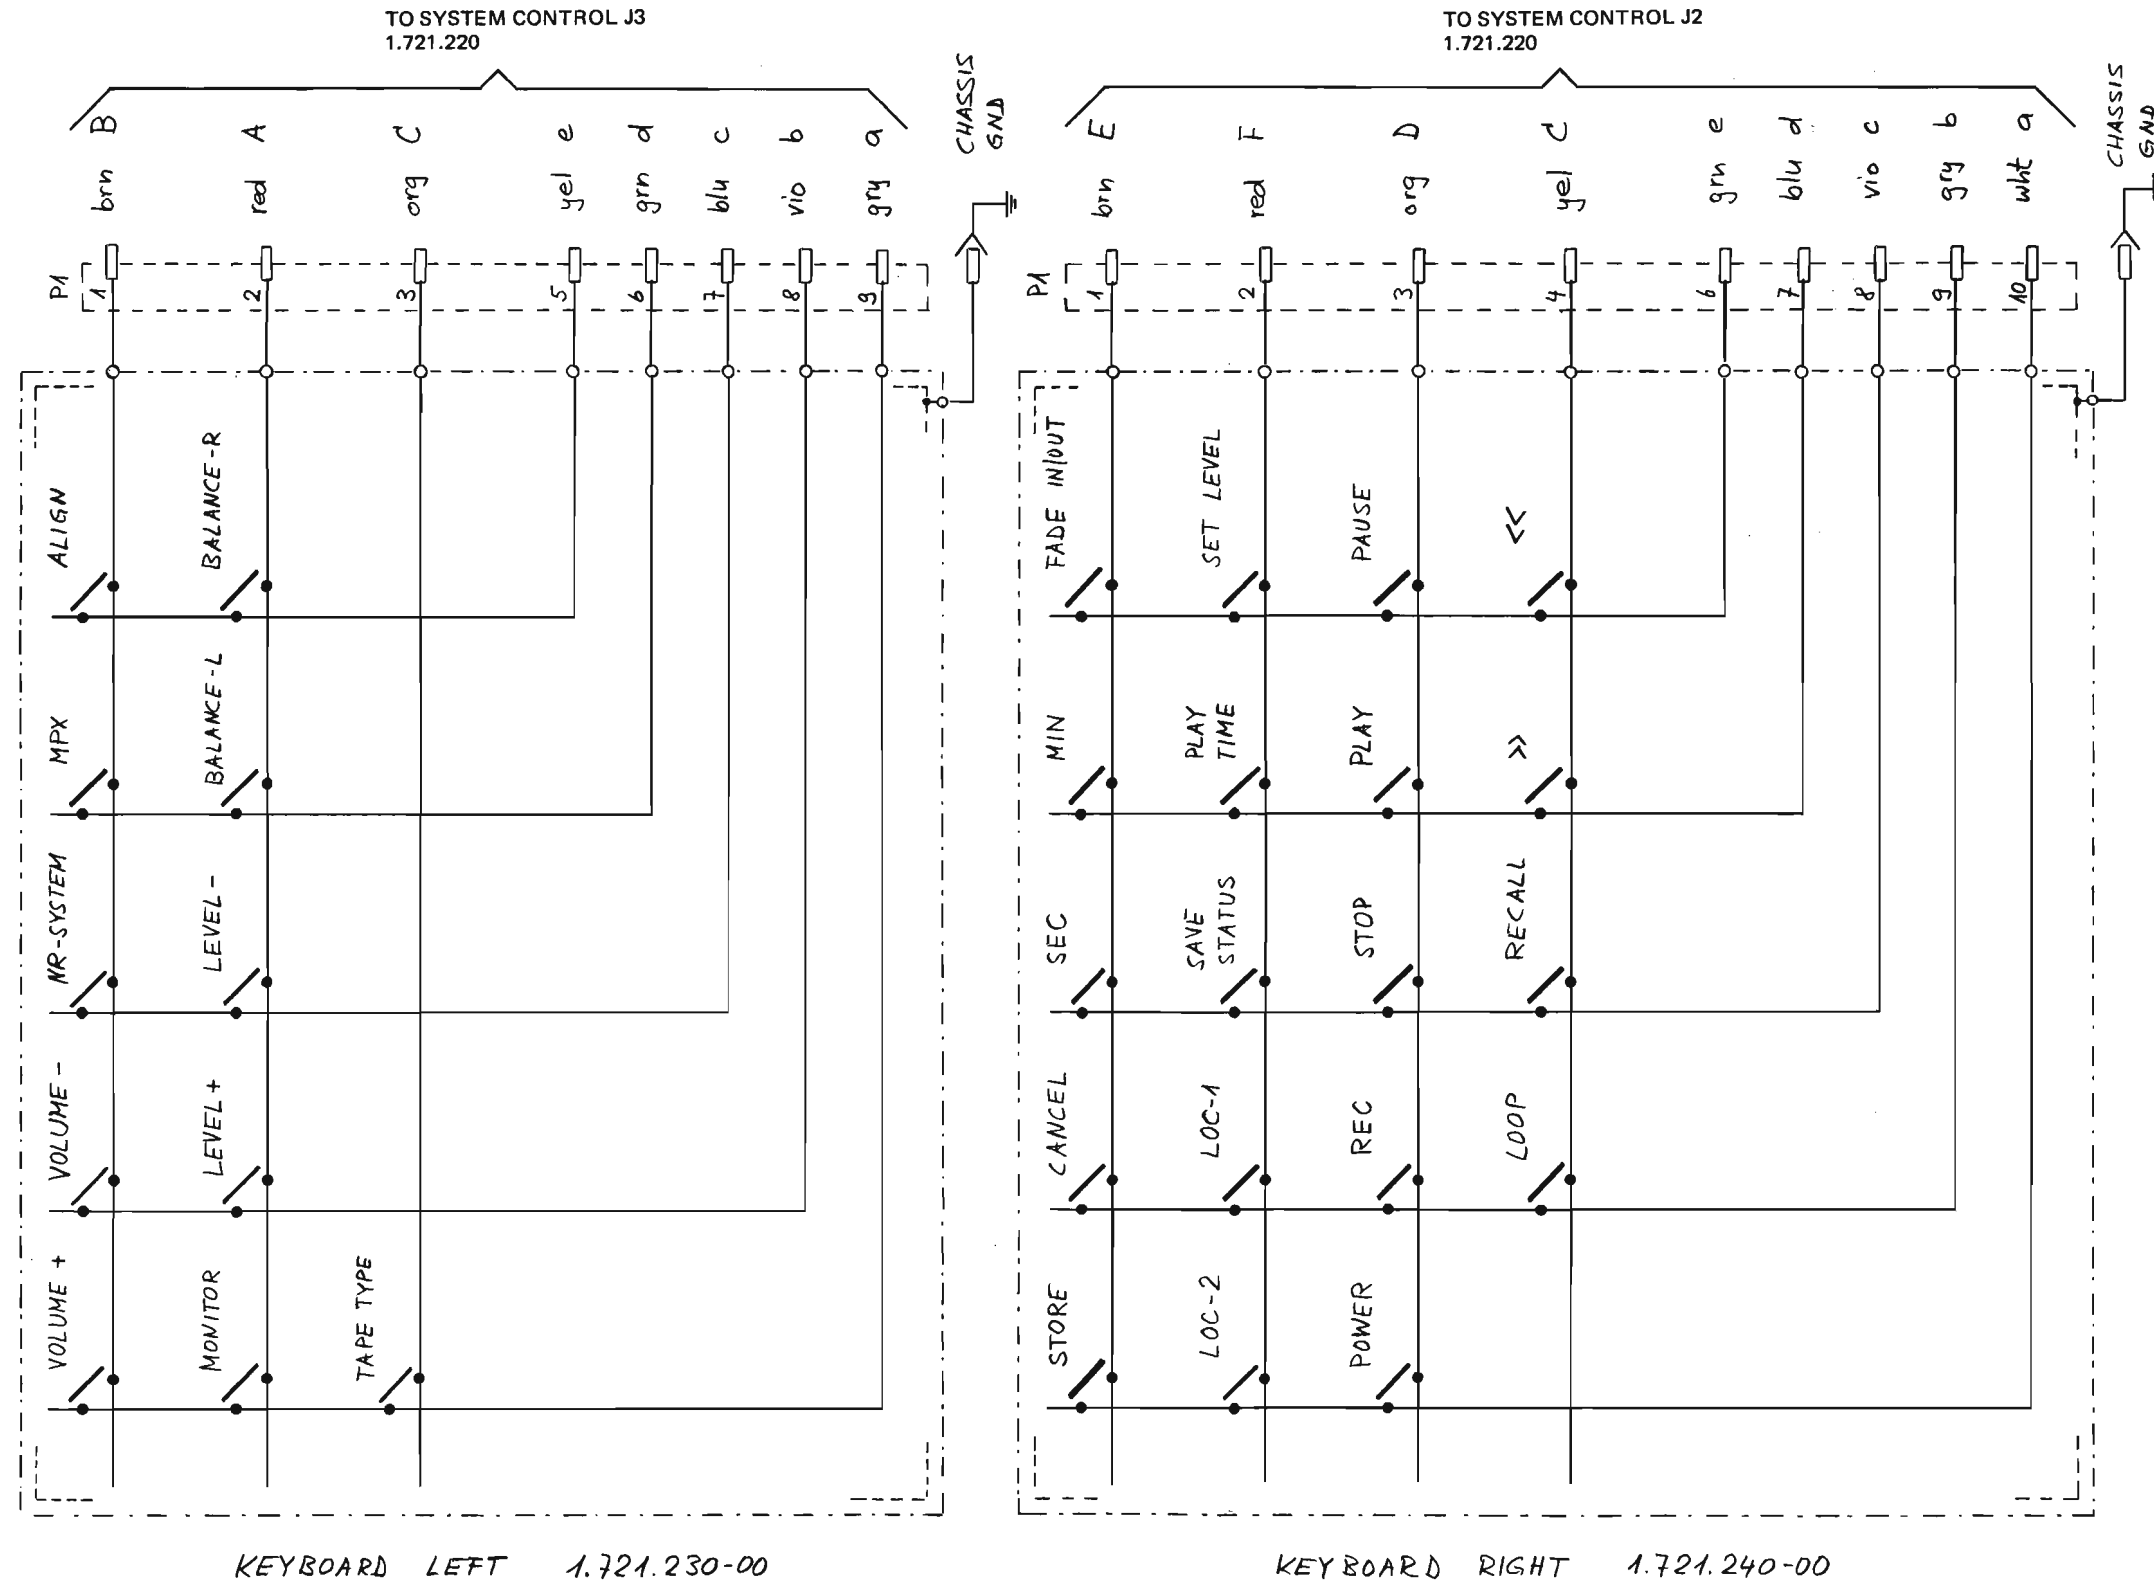 TO SYSTEM CONTROL J3
1.721.220
B A C e d c b a
brn red org yel grn blu vio gry
CHASSIS
GND
P1
1 2 3 5 6 7 8 9
ALIGN
BALANCE-R
MPX
BALANCE-L
NR-SYSTEM
LEVEL-
VOLUME -
LEVEL+
VOLUME +
MONITOR
TAPE TYPE
KEYBOARD LEFT 1.721.230-00
TO SYSTEM CONTROL J2
1.721.220
E F D C e d c b a
brn red org yel grn blu vio gry wht
CHASSIS
GND
P1
1 2 3 4 6 7 8 9 10
FADE IN/OUT
SET LEVEL
PAUSE
<<
MIN
PLAY
TIME
PLAY
>>
SEC
SAVE
STATUS
STOP
RECALL
CANCEL
LOC-1
REC
LOOP
STORE
LOC-2
POWER
KEYBOARD RIGHT 1.721.240-00